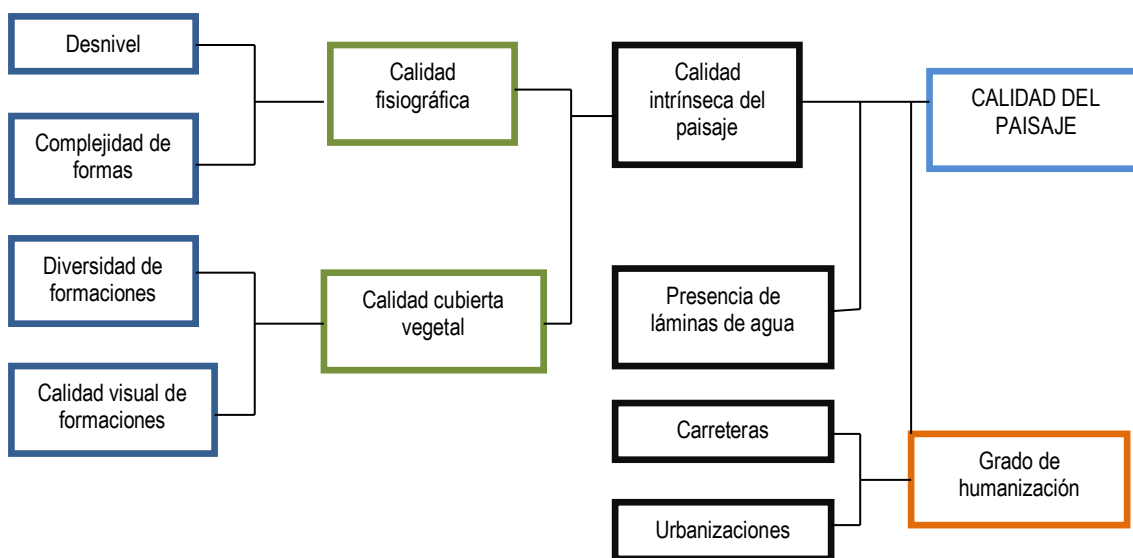 Desnivel
Complejidad de
formas
Diversidad de
formaciones
Calidad visual de
formaciones
Calidad
fisiográfica
Calidad cubierta
vegetal
Calidad
intrínseca del
paisaje
Presencia de
láminas de agua
Carreteras
Urbanizaciones
CALIDAD DEL
PAISAJE
Grado de
humanización